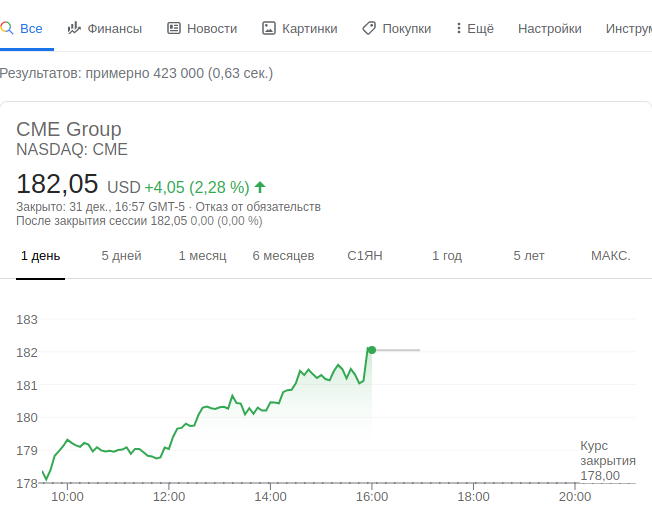 Все Финансы Новости Картинки Покупки Ещё Настройки
Результатов: примерно 423 000 (0,63 сек.)
CME Group
NASDAQ: CME
182,05 USD +4,05 (2,28 %)
Закрыто: 31 дек., 16:57 GMT-5 · Отказ от обязательств
После закрытия сессии 182,05 0,00 (0,00 %)
1 день 5 дней 1 месяц 6 месяцев С1ЯН 1 год 5 лет МАКС.
183
182
181
180
179
178
Курс
закрытия
178,00
10:00 12:00 14:00 16:00 18:00 20:00